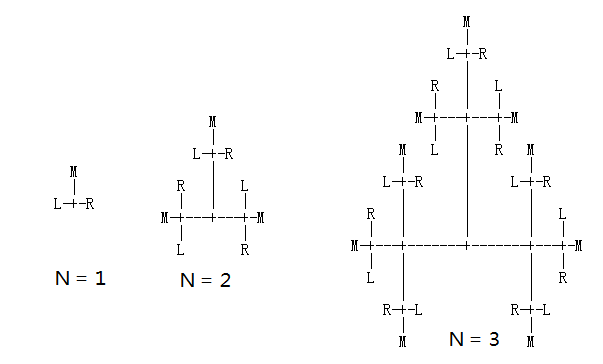 M
L-+-R
N = 1
M
L-+-R
R L
M-+---+---+-M
L R
N = 2
M
L-+-R
R L
M-+---+---+-M
M L R M
L-+-R L-+-R
R L
M-+---+-------+-------+---+-M
L R
R-+-L R-+-L
M M
N = 3